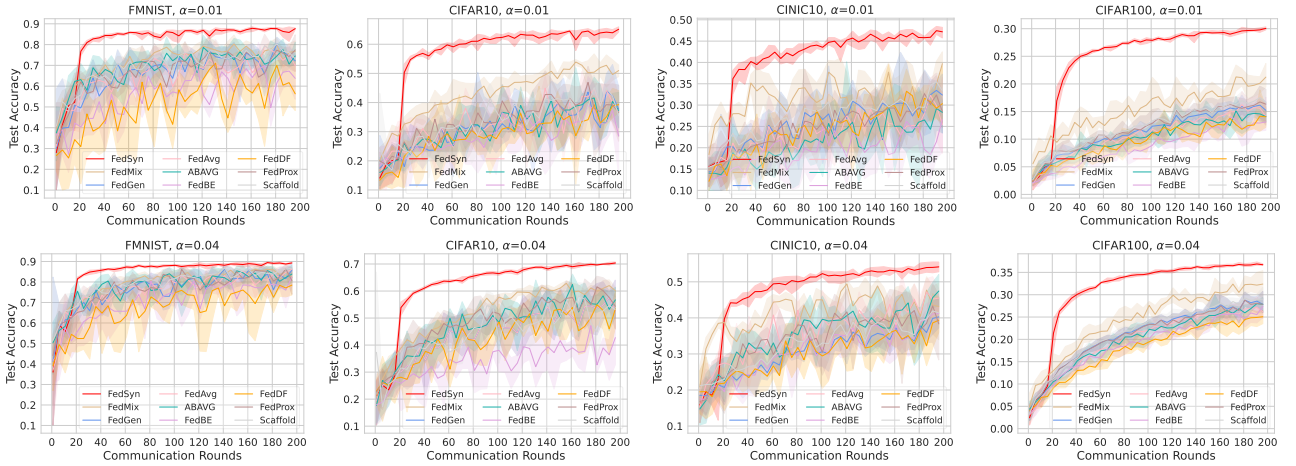 FMNIST, α=0.01
Test Accuracy
0.9
0.8
0.7
0.6
0.5
0.4
0.3
0.2
0.1
FedSyn FedAvg FedDF
FedMix ABAVG FedProx
FedGen FedBE Scaffold
0 20 40 60 80 100 120 140 160 180 200
Communication Rounds
CIFAR10, α=0.01
Test Accuracy
0.6
0.5
0.4
0.3
0.2
0.1
FedSyn FedAvg FedDF
FedMix ABAVG FedProx
FedGen FedBE Scaffold
0 20 40 60 80 100 120 140 160 180 200
Communication Rounds
CINIC10, α=0.01
Test Accuracy
0.50
0.45
0.40
0.35
0.30
0.25
0.20
0.15
0.10
FedSyn FedAvg FedDF
FedMix ABAVG FedProx
FedGen FedBE Scaffold
0 20 40 60 80 100 120 140 160 180 200
Communication Rounds
CIFAR100, α=0.01
Test Accuracy
0.30
0.25
0.20
0.15
0.10
0.05
0.00
FedSyn FedAvg FedDF
FedMix ABAVG FedProx
FedGen FedBE Scaffold
0 20 40 60 80 100 120 140 160 180 200
Communication Rounds
FMNIST, α=0.04
Test Accuracy
0.9
0.8
0.7
0.6
0.5
0.4
0.3
0.2
0.1
FedSyn FedAvg FedDF
FedMix ABAVG FedProx
FedGen FedBE Scaffold
0 20 40 60 80 100 120 140 160 180 200
Communication Rounds
CIFAR10, α=0.04
Test Accuracy
0.7
0.6
0.5
0.4
0.3
0.2
0.1
FedSyn FedAvg FedDF
FedMix ABAVG FedProx
FedGen FedBE Scaffold
0 20 40 60 80 100 120 140 160 180 200
Communication Rounds
CINIC10, α=0.04
Test Accuracy
0.5
0.4
0.3
0.2
0.1
FedSyn FedAvg FedDF
FedMix ABAVG FedProx
FedGen FedBE Scaffold
0 20 40 60 80 100 120 140 160 180 200
Communication Rounds
CIFAR100, α=0.04
Test Accuracy
0.35
0.30
0.25
0.20
0.15
0.10
0.05
0.00
FedSyn FedAvg FedDF
FedMix ABAVG FedProx
FedGen FedBE Scaffold
0 20 40 60 80 100 120 140 160 180 200
Communication Rounds